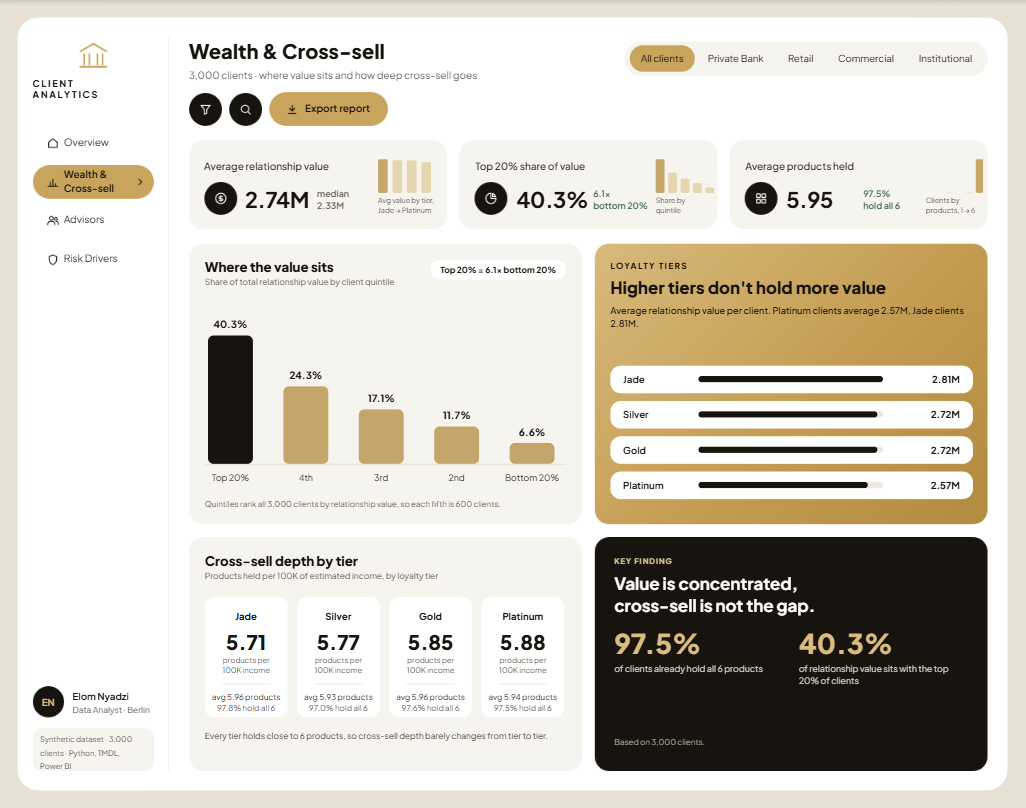 CLIENT
ANALYTICS
Overview
Wealth &
Cross-sell
Advisors
Risk Drivers
EN
Elom Nyadzi
Data Analyst · Berlin
Synthetic dataset · 3,000
clients · Python, TMDL,
Power BI
Wealth & Cross-sell
3,000 clients · where value sits and how deep cross-sell goes
All clients
Private Bank
Retail
Commercial
Institutional
Export report
Average relationship value
2.74M
median
2.33M
Avg value by tier,
Jade → Platinum
Top 20% share of value
40.3%
6.1×
bottom 20%
Share by
quintile
Average products held
5.95
97.5%
hold all 6
Clients by
products, 1 → 6
Where the value sits
Share of total relationship value by client quintile
Top 20% = 6.1× bottom 20%
40.3%
24.3%
17.1%
11.7%
6.6%
Top 20%
4th
3rd
2nd
Bottom 20%
Quintiles rank all 3,000 clients by relationship value, so each fifth is 600 clients.
LOYALTY TIERS
Higher tiers don't hold more value
Average relationship value per client. Platinum clients average 2.57M, Jade clients
2.81M.
Jade
2.81M
Silver
2.72M
Gold
2.72M
Platinum
2.57M
Cross-sell depth by tier
Products held per 100K of estimated income, by loyalty tier
Jade
5.71
products per
100K income
avg 5.96 products
97.8% hold all 6
Silver
5.77
products per
100K income
avg 5.93 products
97.0% hold all 6
Gold
5.85
products per
100K income
avg 5.96 products
97.6% hold all 6
Platinum
5.88
products per
100K income
avg 5.94 products
97.5% hold all 6
Every tier holds close to 6 products, so cross-sell depth barely changes from tier to tier.
KEY FINDING
Value is concentrated,
cross-sell is not the gap.
97.5%
of clients already hold all 6 products
40.3%
of relationship value sits with the top
20% of clients
Based on 3,000 clients.